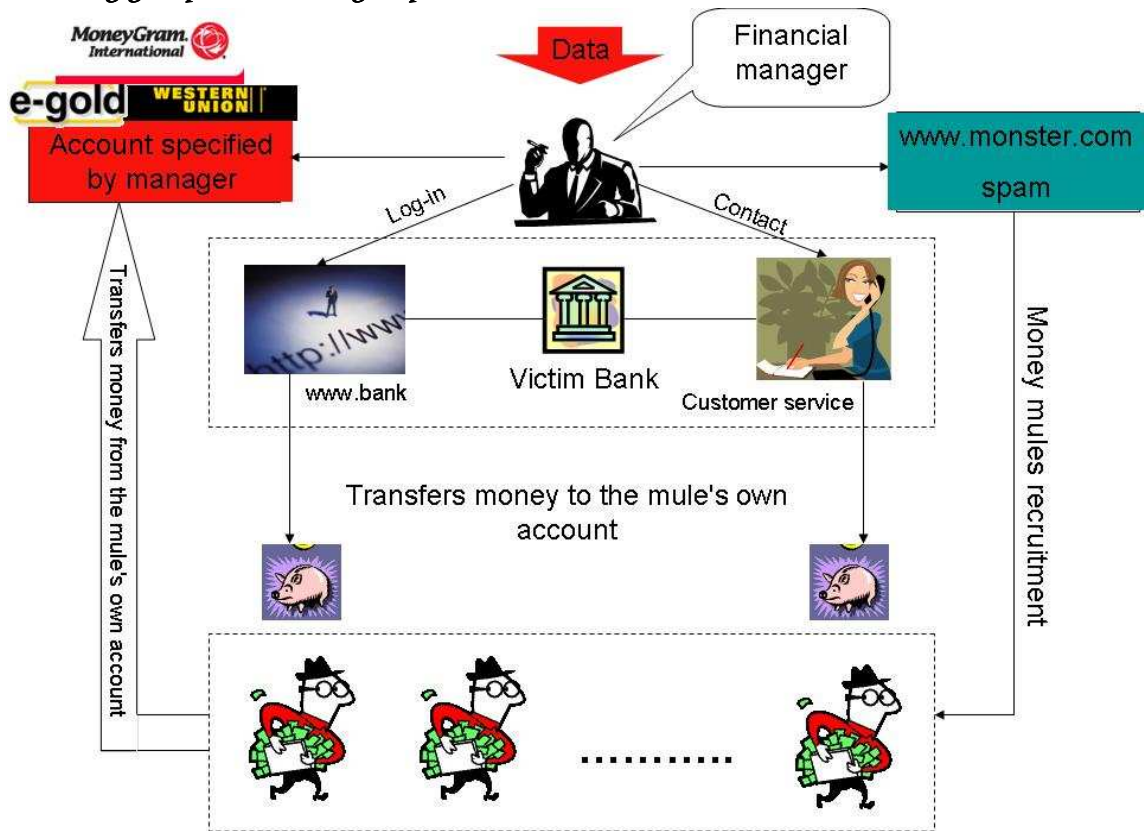 MoneyGram.
International
e-gold
WESTERN
UNION
Account specified
by manager
Data
Financial
manager
www.monster.com
spam
Log-in
Contact
http://www
www.bank
Victim Bank
Customer service
Transfers money from the mule's own account
Transfers money to the mule's own
account
Money mules recruitment
...........